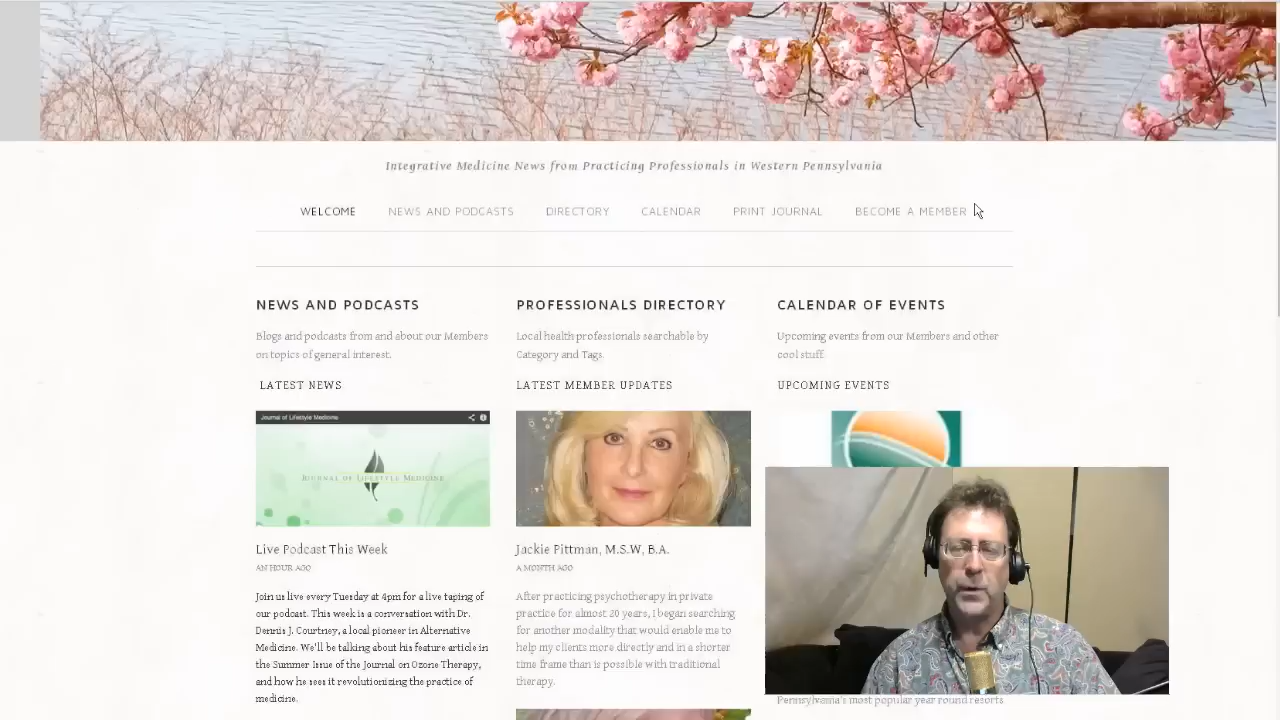 Integrative Medicine News from Practicing Professionals in Western Pennsylvania
WELCOME NEWS AND PODCASTS DIRECTORY CALENDAR PRINT JOURNAL BECOME A MEMBER
NEWS AND PODCASTS
Blogs and podcasts from and about our Members
on topics of general interest.
LATEST NEWS
Journal of Lifestyle Medicine
JOURNAL OF LIFESTYLE MEDICINE
Live Podcast This Week
AN HOUR AGO
Join us live every Tuesday at 4pm for a live taping of
our podcast. This week is a conversation with Dr.
Dennis J. Courtney, a local pioneer in Alternative
Medicine. We'll be talking about his feature article in
the Summer Issue of the Journal on Ozone Therapy,
and how he sees it revolutionizing the practice of
medicine.
PROFESSIONALS DIRECTORY
Local health professionals searchable by
Category and Tags.
LATEST MEMBER UPDATES
Jackie Pittman, M.S.W, B.A.
A MONTH AGO
After practicing psychotherapy in private
practice for almost 20 years, I began searching
for another modality that would enable me to
help my clients more directly and in a shorter
time frame than is possible with traditional
therapy.
CALENDAR OF EVENTS
Upcoming events from our Members and other
cool stuff.
UPCOMING EVENTS
Pennsylvania's most popular year round resorts